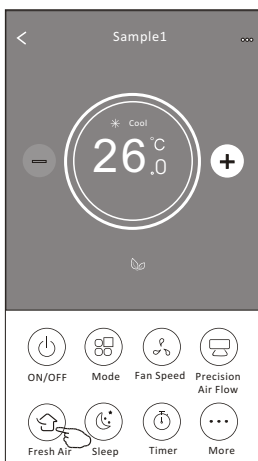 Sample1
Cool
26.0 °C
ON/OFF Mode Fan Speed Precision
Air Flow
Fresh Air Sleep Timer More